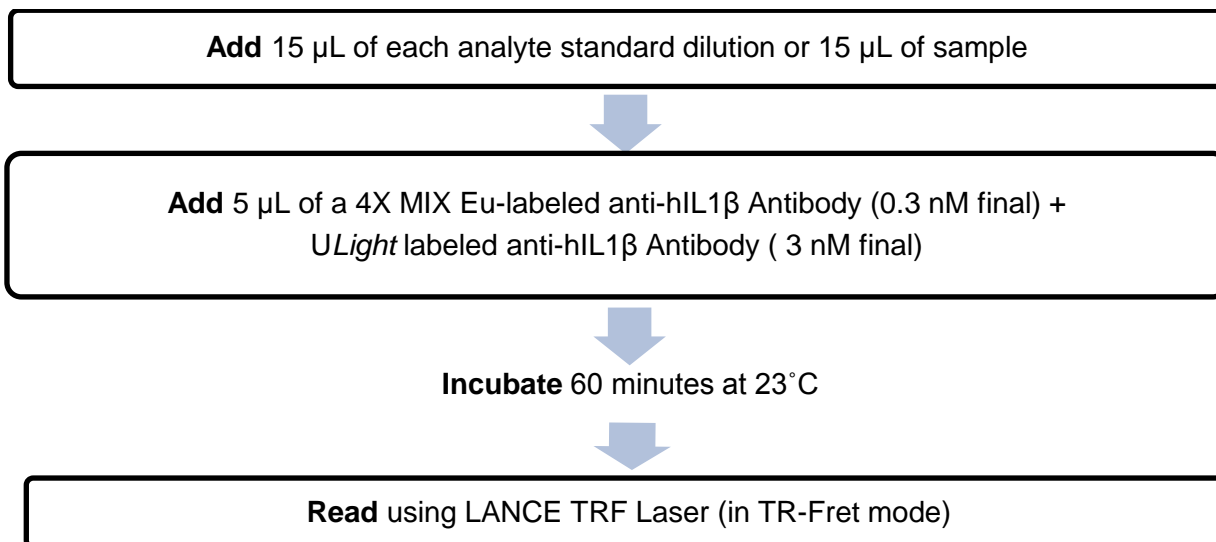 Add 15 µL of each analyte standard dilution or 15 µL of sample
Add 5 µL of a 4X MIX Eu-labeled anti-hIL1β Antibody (0.3 nM final) +
ULight labeled anti-hIL1β Antibody ( 3 nM final)
Incubate 60 minutes at 23˚C
Read using LANCE TRF Laser (in TR-Fret mode)